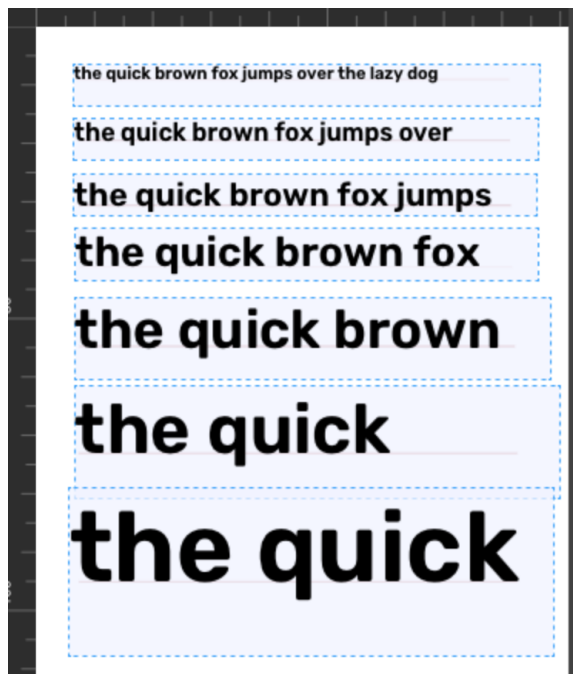 the quick brown fox jumps over the lazy dog
the quick brown fox jumps over
the quick brown fox jumps
the quick brown fox
the quick brown
the quick
the quick